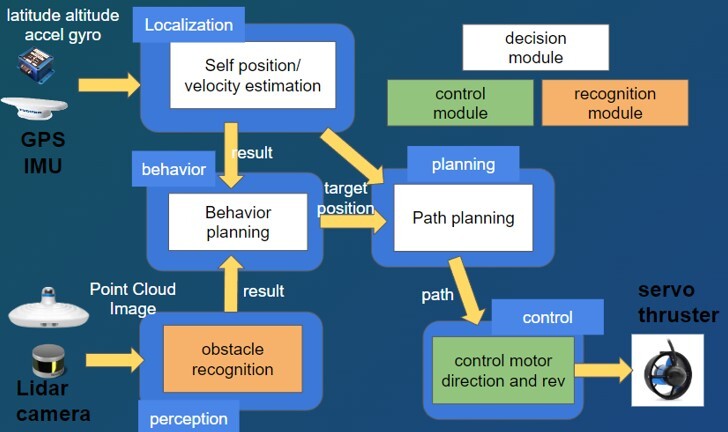 latitude altitude
accel gyro
Localization
Self position/
velocity estimation
decision
module
control
module
recognition
module
GPS
IMU
result
behavior
planning
target
position
Behavior
planning
Path planning
Point Cloud
Image
result
path
servo
thruster
control
obstacle
recognition
control motor
direction and rev
Lidar
camera
perception